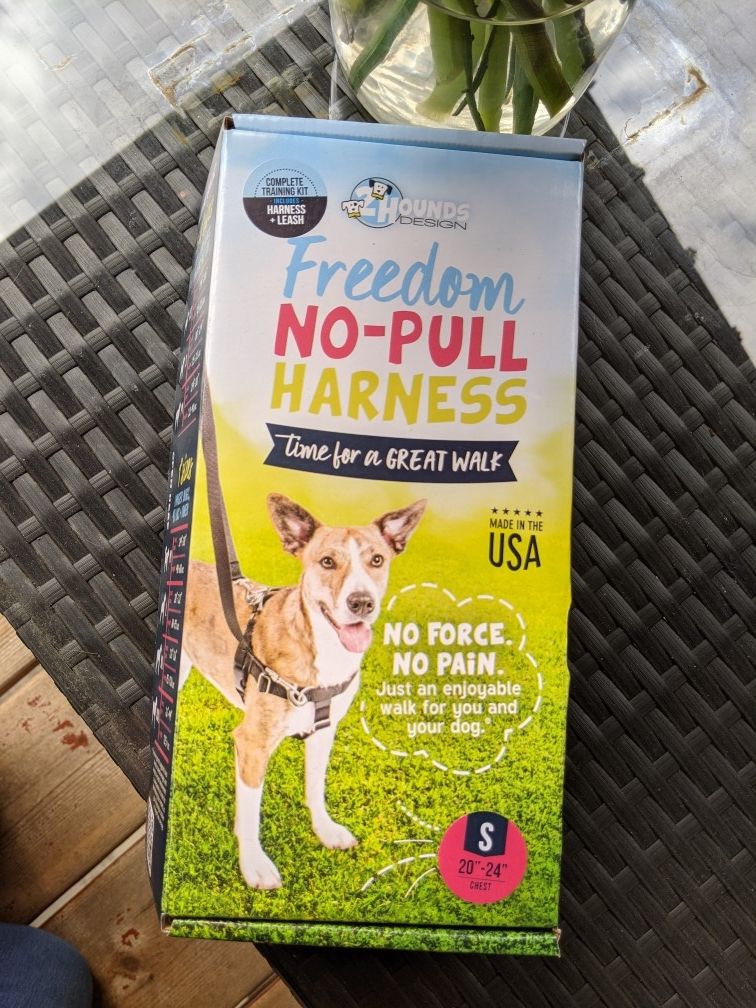 COMPLETE
TRAINING KIT
INCLUDES
HARNESS
+ LEASH
2 HOUNDS
DESIGN
Freedom
NO-PULL
HARNESS
time for a GREAT WALK
MADE IN THE
USA
NO FORCE.
NO PAIN.
Just an enjoyable
walk for you and
your dog.®
S
20"-24"
CHEST